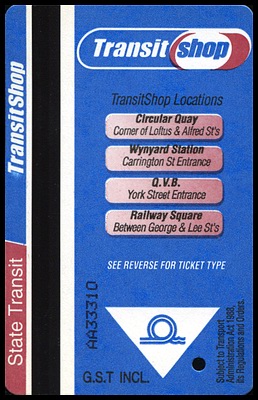 Transit shop
TransitShop
TransitShop Locations
Circular Quay
Corner of Loftus & Alfred St's
Wynyard Station
Carrington St Entrance
Q.V.B.
York Street Entrance
Railway Square
Between George & Lee St's
SEE REVERSE FOR TICKET TYPE
State Transit
AA33310
G.S.T INCL.
Subject to Transport
Administration Act 1988,
its Regulations and Orders.